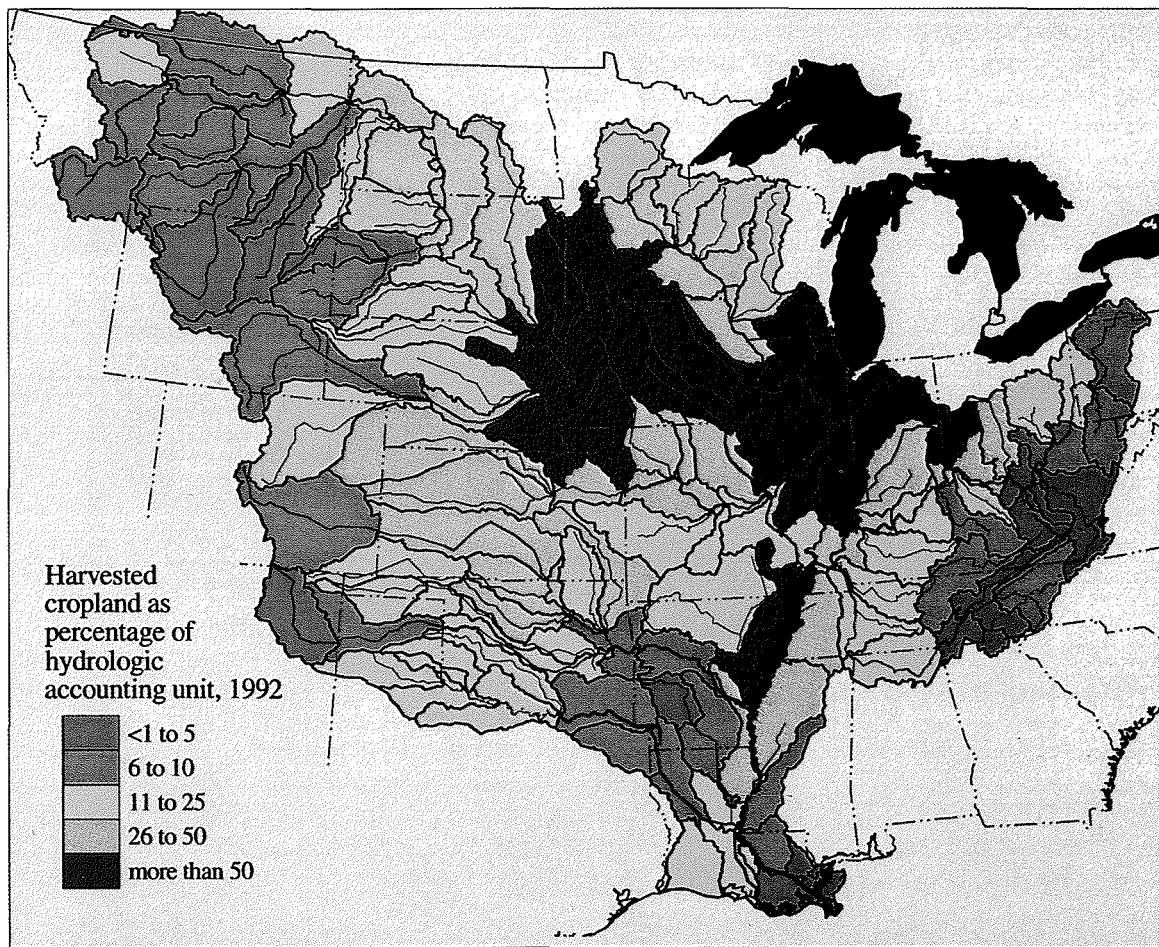 Harvested
cropland as
percentage of
hydrologic
accounting unit, 1992
<1 to 5
6 to 10
11 to 25
26 to 50
more than 50